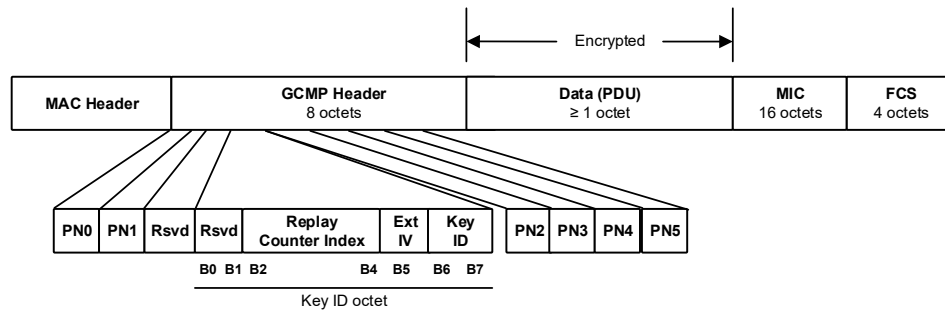 Encrypted
MAC Header
GCMP Header
8 octets
Data (PDU)
≥ 1 octet
MIC
16 octets
FCS
4 octets
PN0 PN1 Rsvd Rsvd
Replay
Counter Index
Ext
IV
Key
ID
PN2 PN3 PN4 PN5
B0 B1 B2 B4 B5 B6 B7
Key ID octet